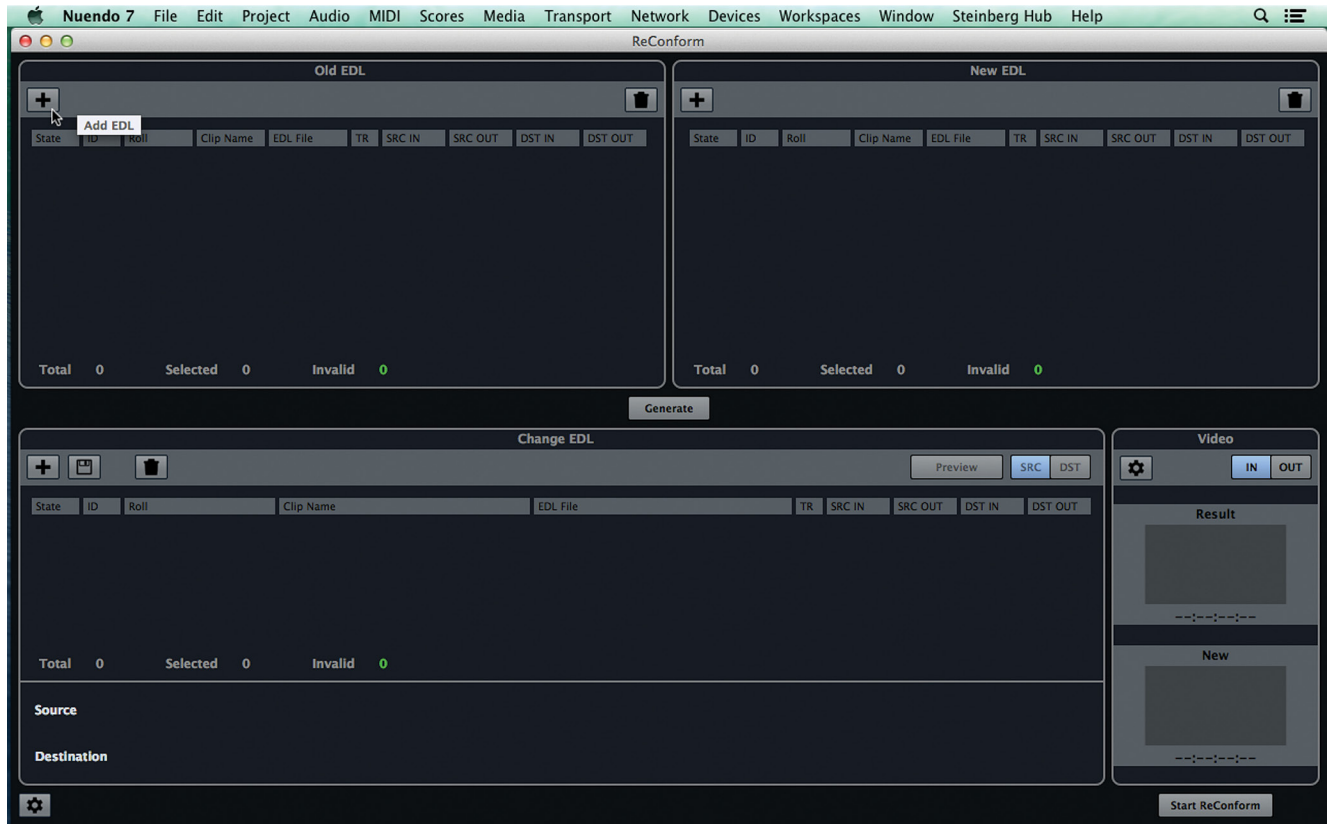 Nuendo 7 File Edit Project Audio MIDI Scores Media Transport Network Devices Workspaces Window Steinberg Hub Help
ReConform
Old EDL
Add EDL
State ID Roll Clip Name EDL File TR SRC IN SRC OUT DST IN DST OUT
Total 0 Selected 0 Invalid 0
New EDL
State ID Roll Clip Name EDL File TR SRC IN SRC OUT DST IN DST OUT
Total 0 Selected 0 Invalid 0
Generate
Change EDL
Preview SRC DST
State ID Roll Clip Name EDL File TR SRC IN SRC OUT DST IN DST OUT
Total 0 Selected 0 Invalid 0
Source
Destination
Video
IN OUT
Result
--:--:--:--
New
--:--:--:--
Start ReConform